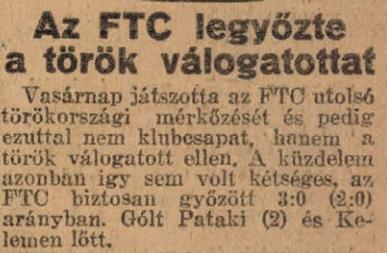 Az FTC legyőzte
a török válogatottat
Vasárnap játszotta az FTC utolsó
törökországi mérkőzését és pedig
ezuttal nem klubcsapat, hanem a
török válogatott ellen. A küzdelem
azonban igy sem volt kétséges, az
FTC biztosan győzött 3:0 (2:0)
arányban. Gólt Pataki (2) és Ke-
lemen lőtt.